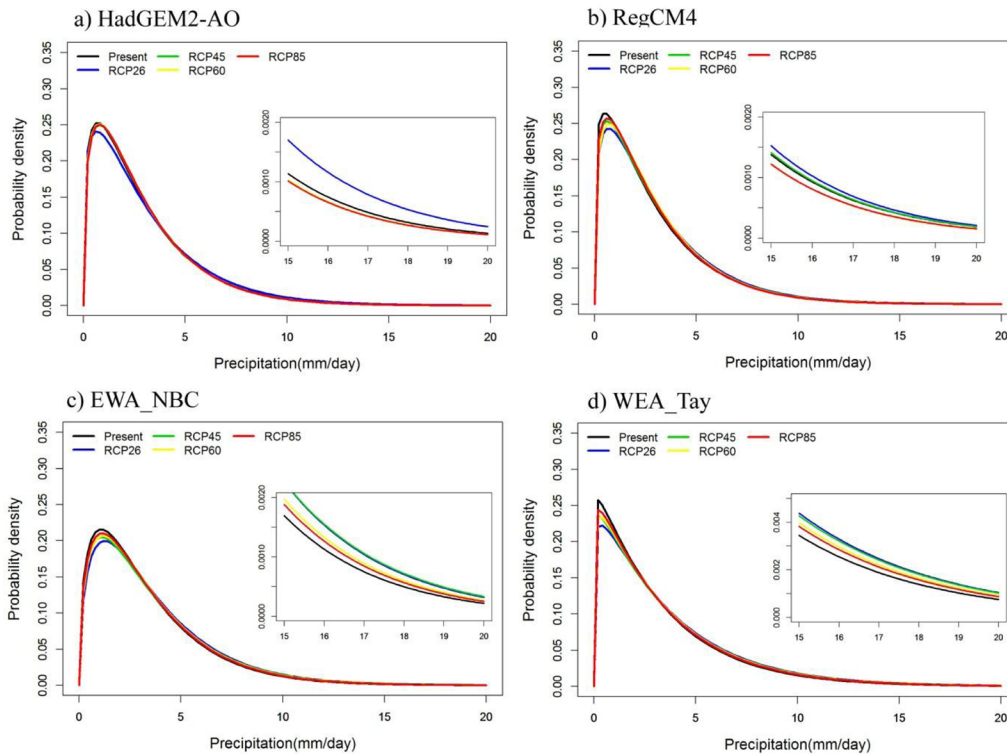 a) HadGEM2-AO
Present RCP45 RCP85
RCP26 RCP60
Probability density
0.35
0.30
0.25
0.20
0.15
0.10
0.05
0.00
0.0020
0.0010
0.0000
15 16 17 18 19 20
0 5 10 15 20
Precipitation(mm/day)
b) RegCM4
Present RCP45 RCP85
RCP26 RCP60
Probability density
0.35
0.30
0.25
0.20
0.15
0.10
0.05
0.00
0.0020
0.0010
0.0000
15 16 17 18 19 20
0 5 10 15 20
Precipitation(mm/day)
c) EWA_NBC
Present RCP45 RCP85
RCP26 RCP60
Probability density
0.35
0.30
0.25
0.20
0.15
0.10
0.05
0.00
0.0020
0.0010
0.0000
15 16 17 18 19 20
0 5 10 15 20
Precipitation(mm/day)
d) WEA_Tay
Present RCP45 RCP85
RCP26 RCP60
Probability density
0.35
0.30
0.25
0.20
0.15
0.10
0.05
0.00
0.004
0.002
0.000
15 16 17 18 19 20
0 5 10 15 20
Precipitation(mm/day)